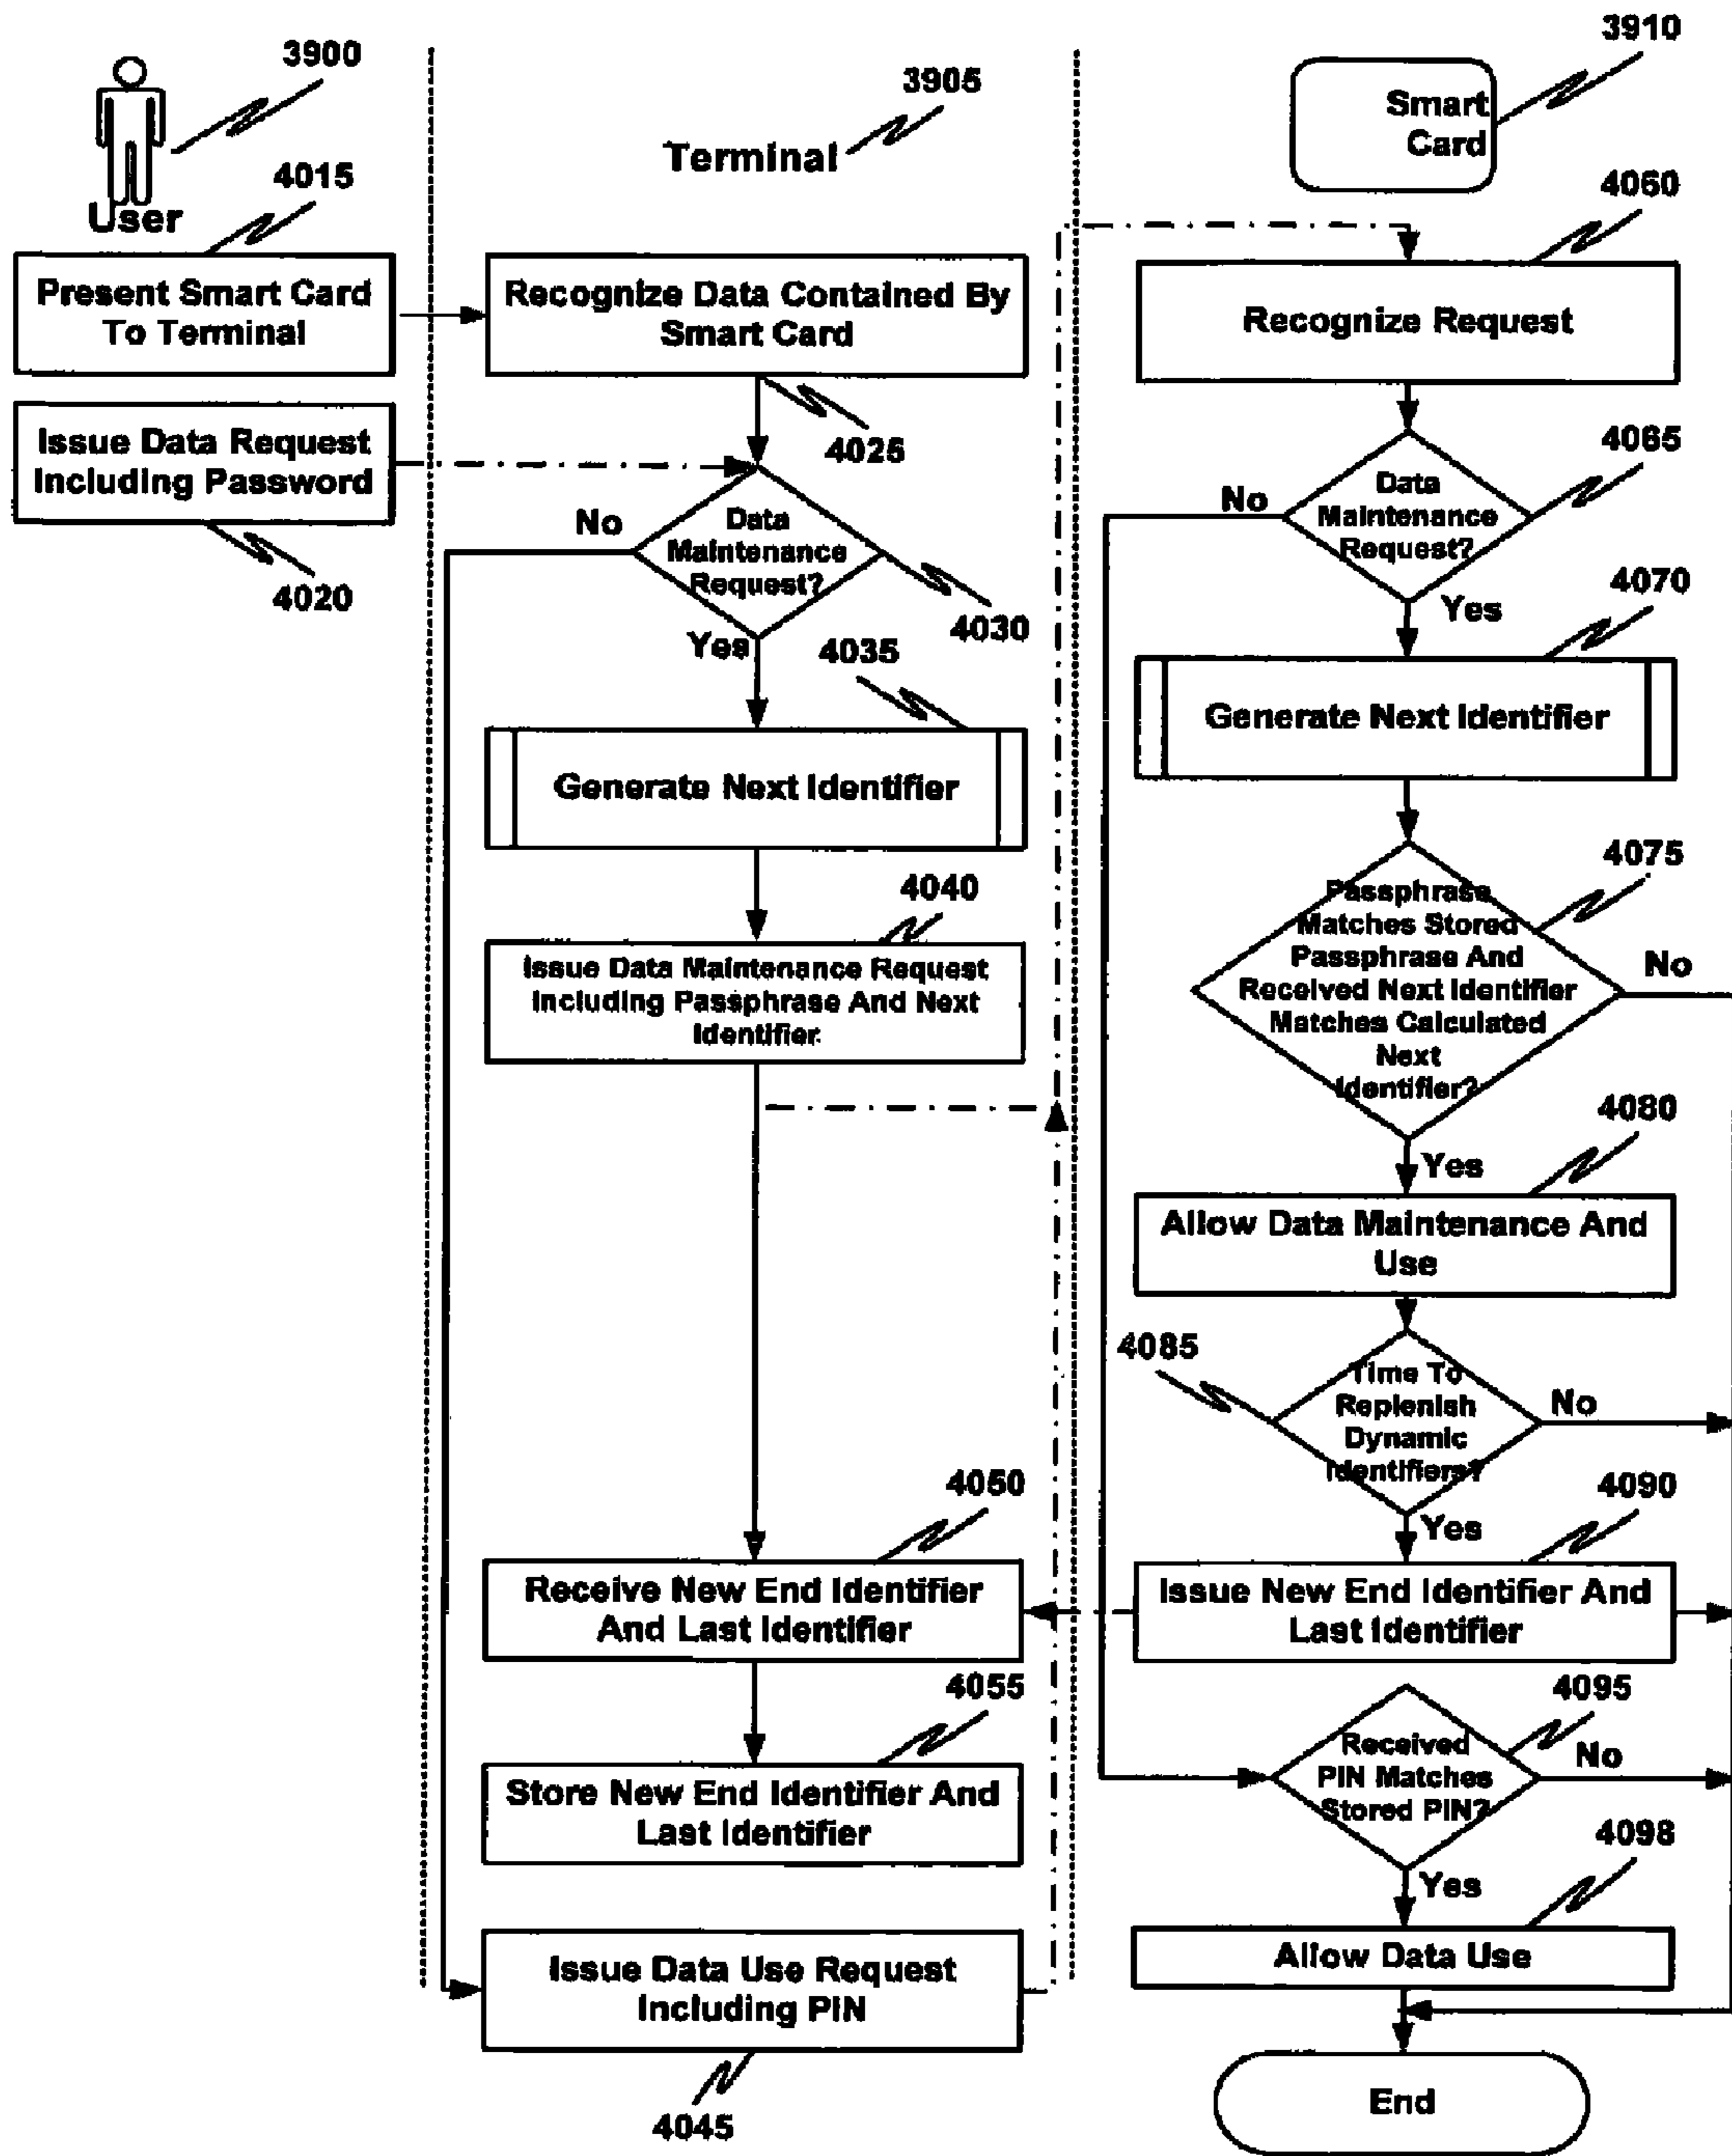 3900
User
4015
Present Smart Card
To Terminal
Issue Data Request
Including Password
4020
3905
Terminal
Recognize Data Contained By
Smart Card
4025
No
Data
Maintenance
Request?
4030
Yes
4035
Generate Next Identifier
4040
Issue Data Maintenance Request
Including Passphrase And Next
Identifier
4050
Receive New End Identifier
And Last Identifier
4055
Store New End Identifier And
Last Identifier
Issue Data Use Request
Including PIN
4045
3910
Smart
Card
4060
Recognize Request
4065
No
Data
Maintenance
Request?
Yes
4070
Generate Next Identifier
4075
Passphrase
Matches Stored
Passphrase And
Received Next Identifier
Matches Calculated
Next
Identifier?
No
4080
Yes
Allow Data Maintenance And
Use
4085
Time To
Replenish
Dynamic
Identifiers?
No
4090
Yes
Issue New End Identifier And
Last Identifier
4095
Received
PIN Matches
Stored PIN?
No
4098
Yes
Allow Data Use
End